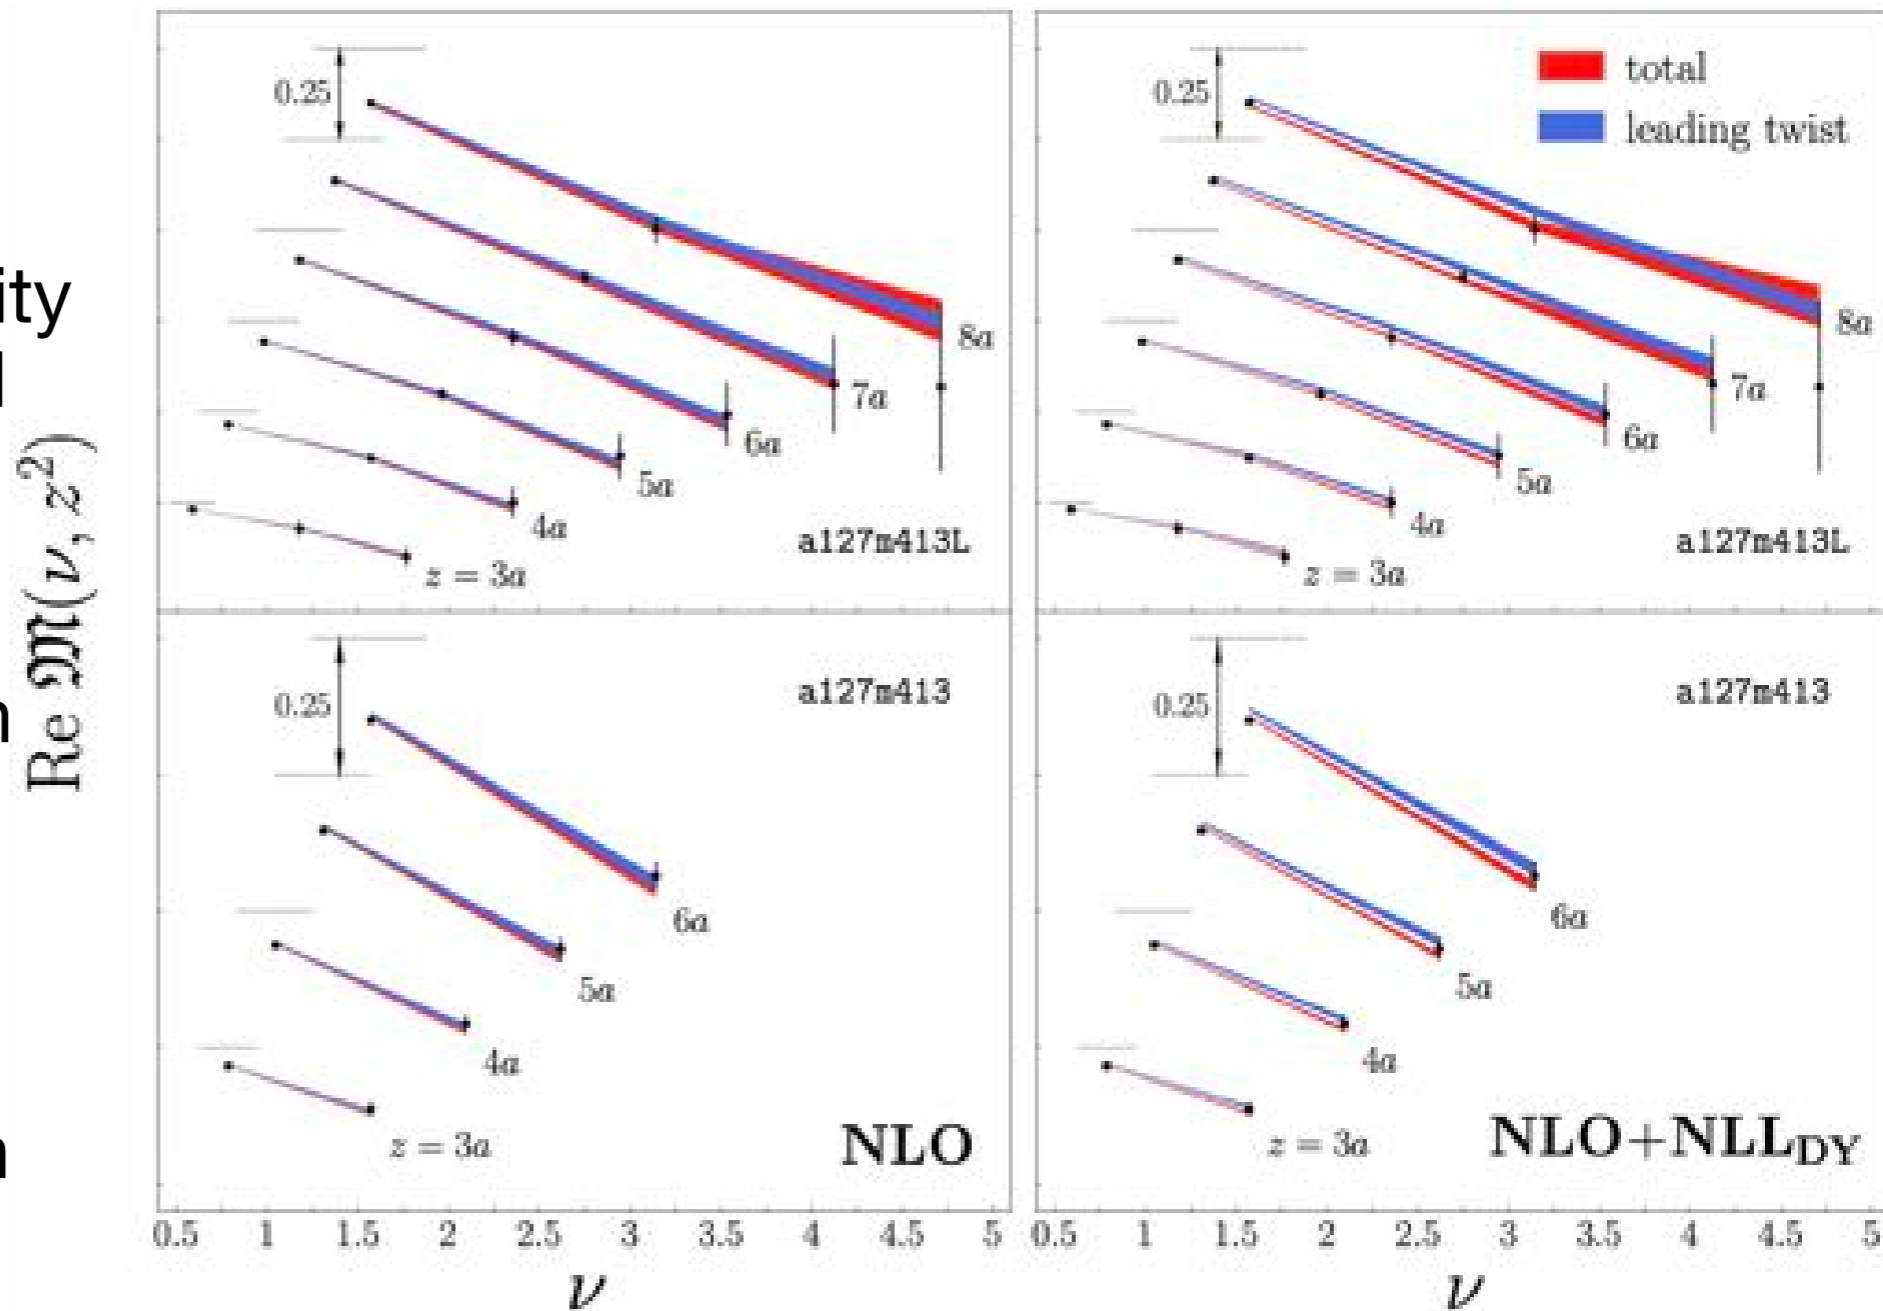 ity
l
n
n
Re 𝔐(ν, z²)
0.25
8a
7a
6a
5a
4a
z = 3a
a127m413L
0.25
total
leading twist
8a
7a
6a
5a
4a
z = 3a
a127m413L
0.25
a127m413
6a
5a
4a
z = 3a
NLO
0.25
a127m413
6a
5a
4a
z = 3a
NLO+NLL_DY
0.5 1 1.5 2 2.5 3 3.5 4 4.5 5
ν
0.5 1 1.5 2 2.5 3 3.5 4 4.5 5
ν